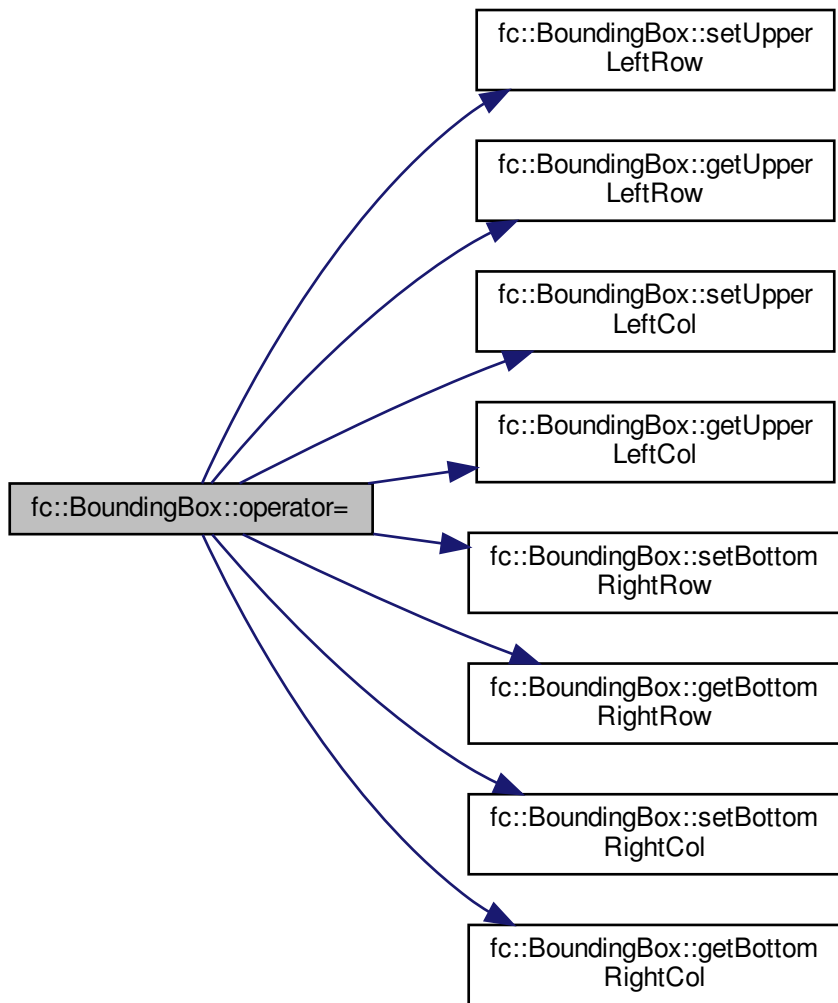 fc::BoundingBox::setUpper
LeftRow
fc::BoundingBox::getUpper
LeftRow
fc::BoundingBox::setUpper
LeftCol
fc::BoundingBox::getUpper
LeftCol
fc::BoundingBox::operator=
fc::BoundingBox::setBottom
RightRow
fc::BoundingBox::getBottom
RightRow
fc::BoundingBox::setBottom
RightCol
fc::BoundingBox::getBottom
RightCol